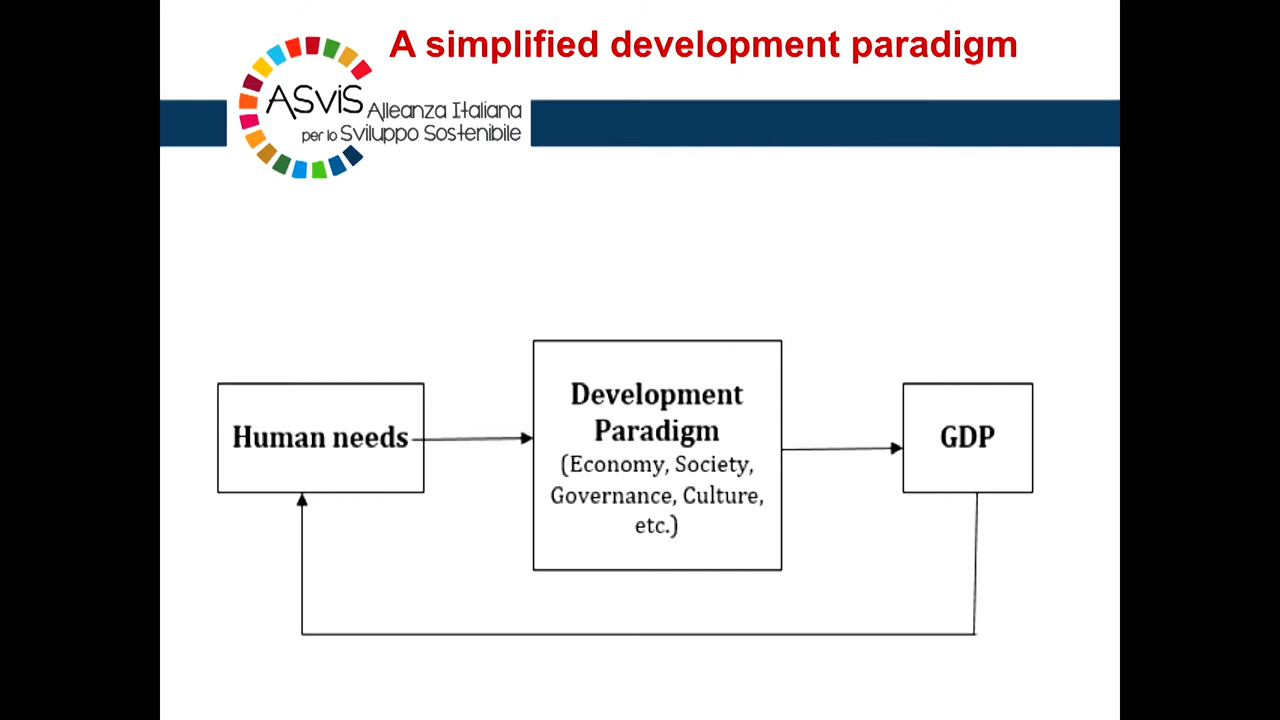 A simplified development paradigm
ASviS Alleanza Italiana
per lo Sviluppo Sostenibile
Human needs
Development
Paradigm
(Economy, Society,
Governance, Culture,
etc.)
GDP